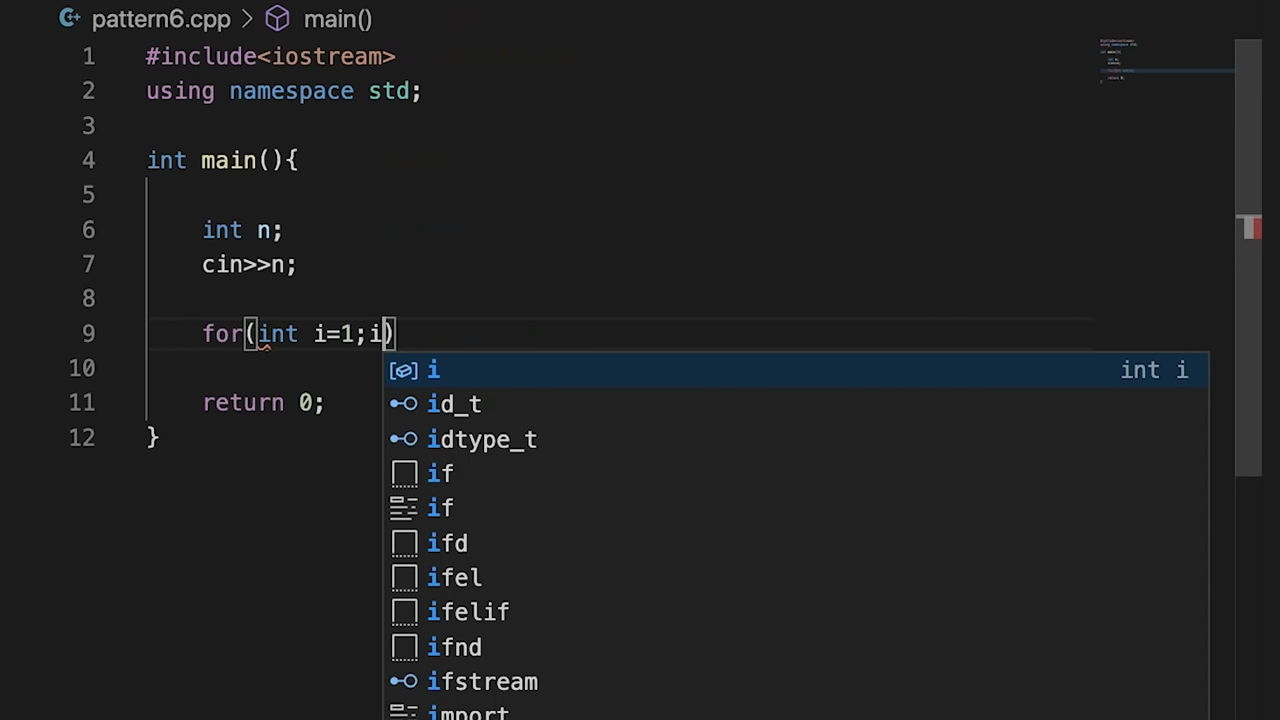 pattern6.cpp > main()
1 #include<iostream>
2 using namespace std;
3
4 int main(){
5
6 int n;
7 cin>>n;
8
9 for(int i=1;i)
i int i
10
id_t
11 return 0;
idtype_t
12 }
if
if
ifd
ifel
ifelif
ifnd
ifstream
import